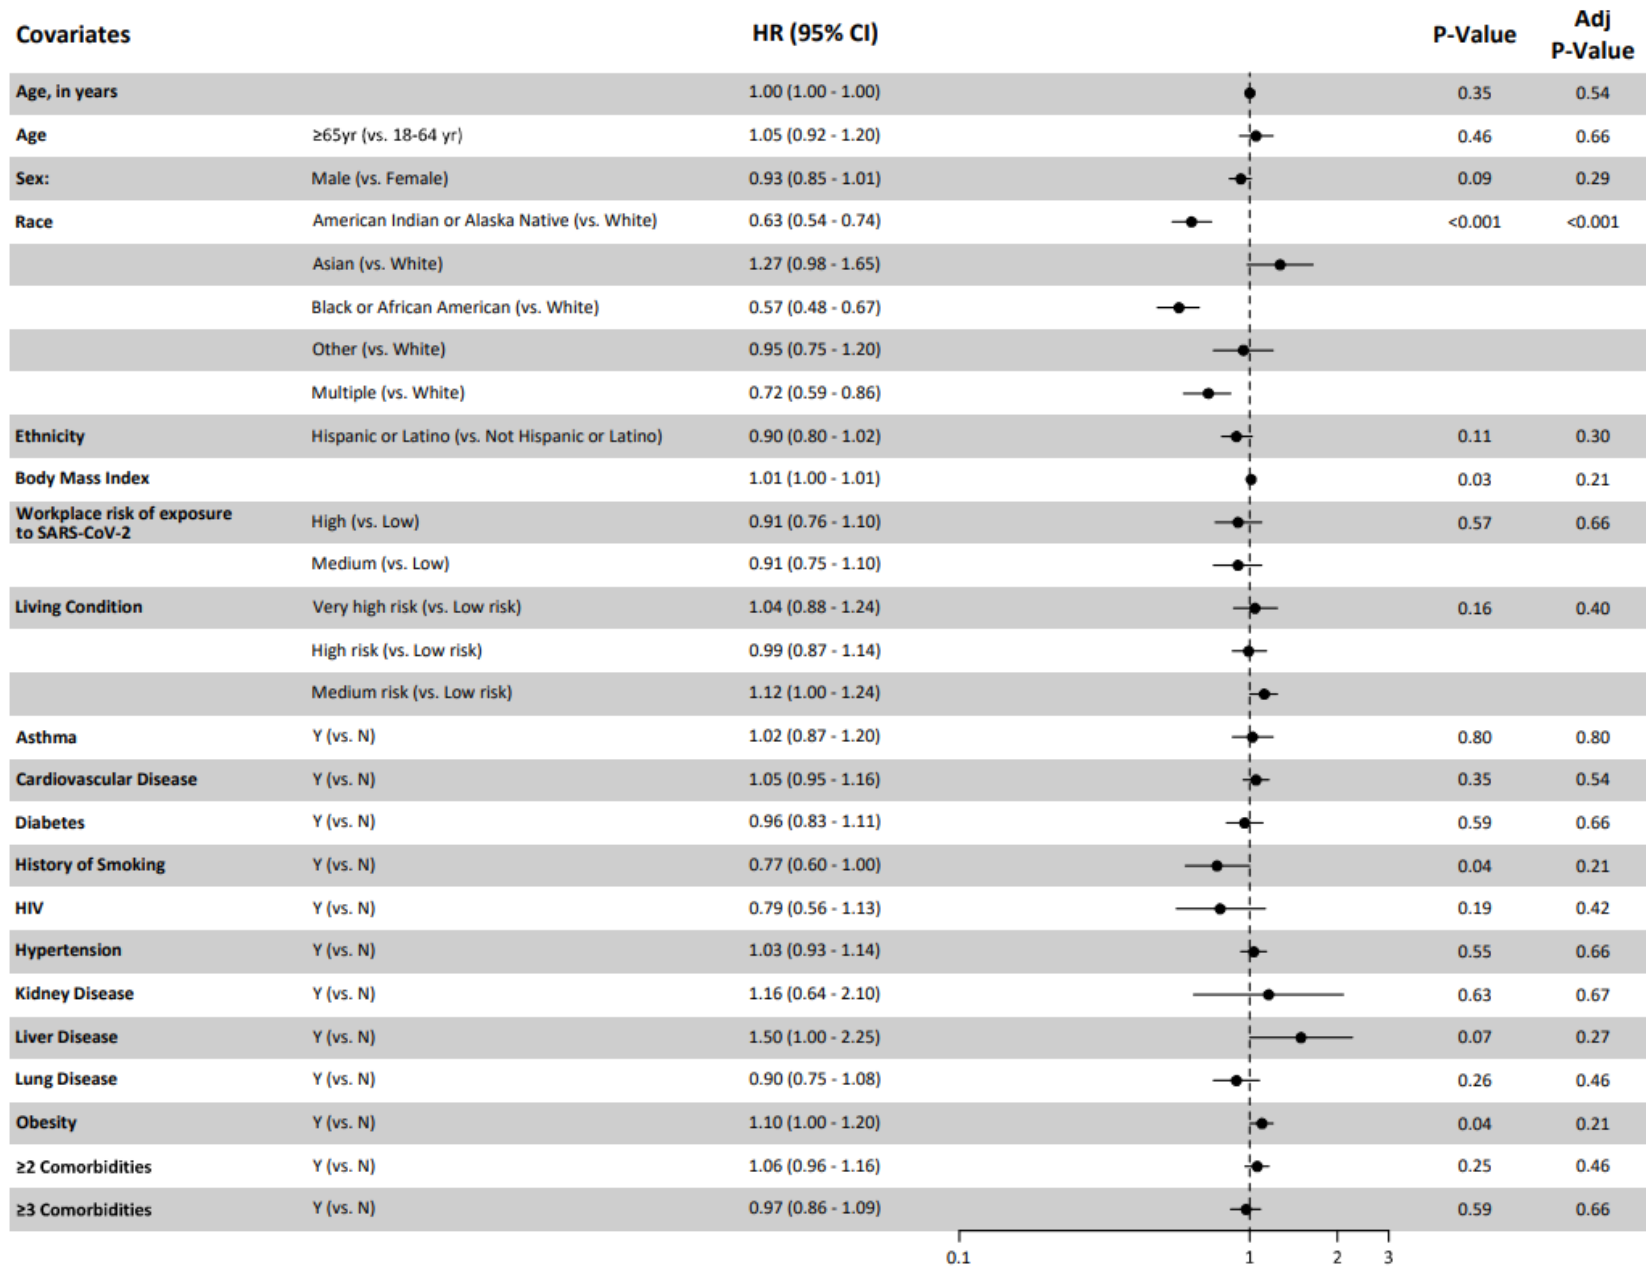 Covariates HR (95% CI) P-Value Adj P-Value
Age, in years 1.00 (1.00 - 1.00) 0.35 0.54
Age ≥65yr (vs. 18-64 yr) 1.05 (0.92 - 1.20) 0.46 0.66
Sex: Male (vs. Female) 0.93 (0.85 - 1.01) 0.09 0.29
Race American Indian or Alaska Native (vs. White) 0.63 (0.54 - 0.74) <0.001 <0.001
Asian (vs. White) 1.27 (0.98 - 1.65)
Black or African American (vs. White) 0.57 (0.48 - 0.67)
Other (vs. White) 0.95 (0.75 - 1.20)
Multiple (vs. White) 0.72 (0.59 - 0.86)
Ethnicity Hispanic or Latino (vs. Not Hispanic or Latino) 0.90 (0.80 - 1.02) 0.11 0.30
Body Mass Index 1.01 (1.00 - 1.01) 0.03 0.21
Workplace risk of exposure
to SARS-CoV-2 High (vs. Low) 0.91 (0.76 - 1.10) 0.57 0.66
Medium (vs. Low) 0.91 (0.75 - 1.10)
Living Condition Very high risk (vs. Low risk) 1.04 (0.88 - 1.24) 0.16 0.40
High risk (vs. Low risk) 0.99 (0.87 - 1.14)
Medium risk (vs. Low risk) 1.12 (1.00 - 1.24)
Asthma Y (vs. N) 1.02 (0.87 - 1.20) 0.80 0.80
Cardiovascular Disease Y (vs. N) 1.05 (0.95 - 1.16) 0.35 0.54
Diabetes Y (vs. N) 0.96 (0.83 - 1.11) 0.59 0.66
History of Smoking Y (vs. N) 0.77 (0.60 - 1.00) 0.04 0.21
HIV Y (vs. N) 0.79 (0.56 - 1.13) 0.19 0.42
Hypertension Y (vs. N) 1.03 (0.93 - 1.14) 0.55 0.66
Kidney Disease Y (vs. N) 1.16 (0.64 - 2.10) 0.63 0.67
Liver Disease Y (vs. N) 1.50 (1.00 - 2.25) 0.07 0.27
Lung Disease Y (vs. N) 0.90 (0.75 - 1.08) 0.26 0.46
Obesity Y (vs. N) 1.10 (1.00 - 1.20) 0.04 0.21
≥2 Comorbidities Y (vs. N) 1.06 (0.96 - 1.16) 0.25 0.46
≥3 Comorbidities Y (vs. N) 0.97 (0.86 - 1.09) 0.59 0.66
0.1 1 2 3